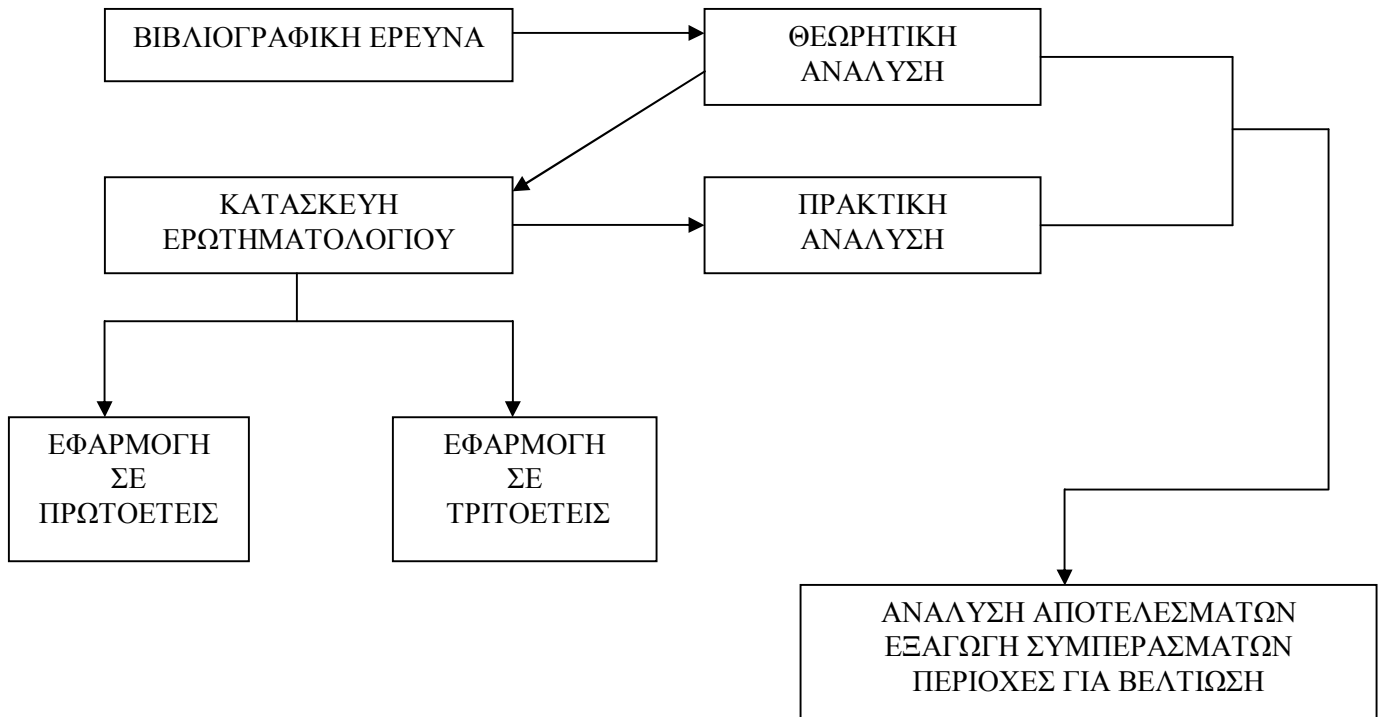 ΒΙΒΛΙΟΓΡΑΦΙΚΗ ΕΡΕΥΝΑ
ΘΕΩΡΗΤΙΚΗ
ΑΝΑΛΥΣΗ
ΚΑΤΑΣΚΕΥΗ
ΕΡΩΤΗΜΑΤΟΛΟΓΙΟΥ
ΠΡΑΚΤΙΚΗ
ΑΝΑΛΥΣΗ
ΕΦΑΡΜΟΓΗ
ΣΕ
ΠΡΩΤΟΕΤΕΙΣ
ΕΦΑΡΜΟΓΗ
ΣΕ
ΤΡΙΤΟΕΤΕΙΣ
ΑΝΑΛΥΣΗ ΑΠΟΤΕΛΕΣΜΑΤΩΝ
ΕΞΑΓΩΓΗ ΣΥΜΠΕΡΑΣΜΑΤΩΝ
ΠΕΡΙΟΧΕΣ ΓΙΑ ΒΕΛΤΙΩΣΗ